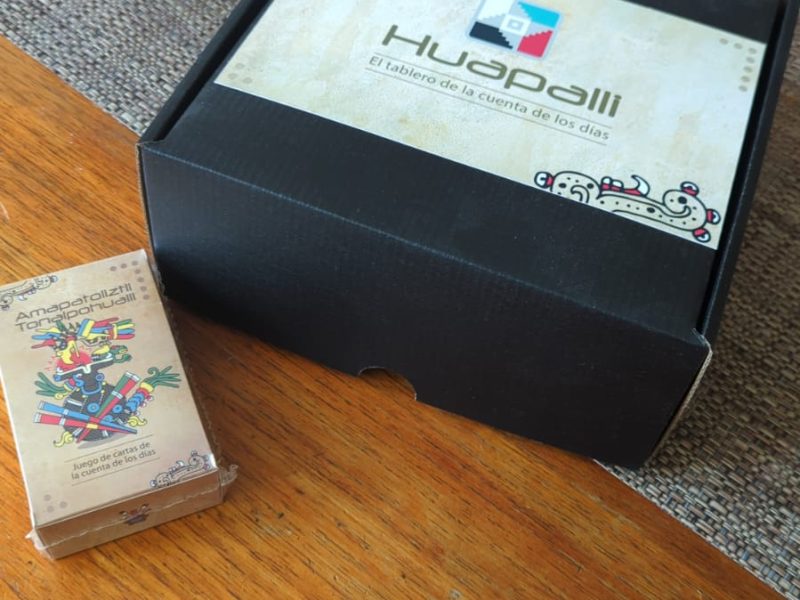 Huapalli
El tablero de la cuenta de los días
Amapatoliztli
Tonalpohualli
Juego de cartas de
la cuenta de los días